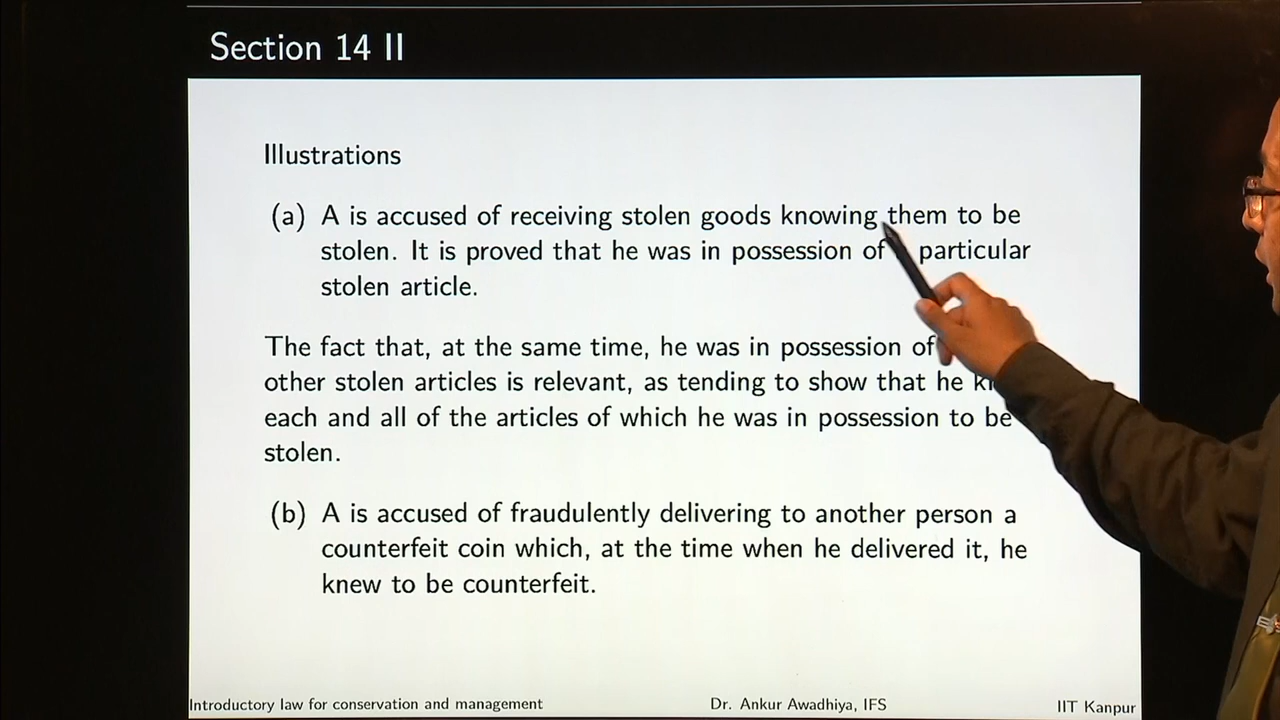 Section 14 II
Illustrations
(a) A is accused of receiving stolen goods knowing them to be
stolen. It is proved that he was in possession of particular
stolen article.
The fact that, at the same time, he was in possession of
other stolen articles is relevant, as tending to show that he
each and all of the articles of which he was in possession to be
stolen.
(b) A is accused of fraudulently delivering to another person a
counterfeit coin which, at the time when he delivered it, he
knew to be counterfeit.
Introductory law for conservation and management Dr. Ankur Awadhiya, IFS IIT Kanpur